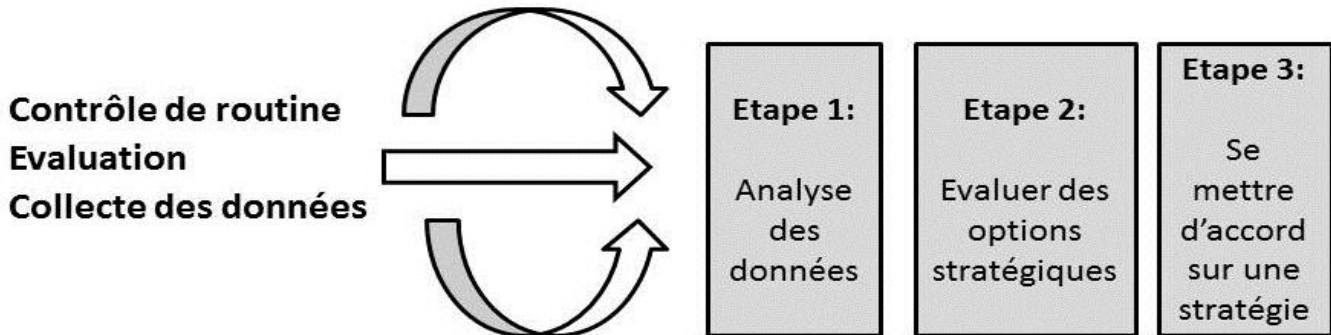 Contrôle de routine
Evaluation
Collecte des données
Etape 1:
Analyse
des
données
Etape 2:
Evaluer des
options
stratégiques
Etape 3:
Se
mettre
d’accord
sur une
stratégie